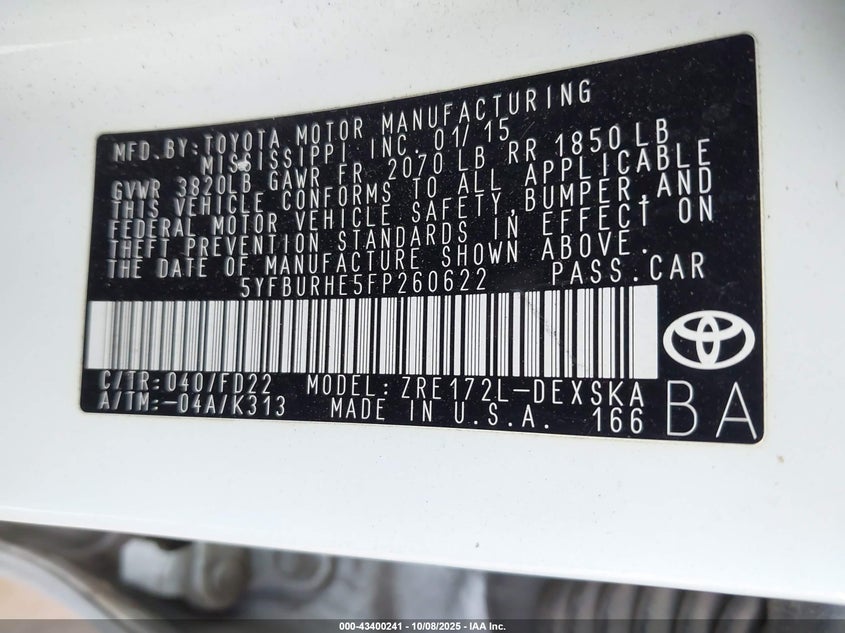 MFD.BY:TOYOTA MOTOR MANUFACTURING
MISSISSIPPI INC. 01/15
GVWR 3820LB GAWR FR 2070 LB RR 1850LB
THIS VEHICLE CONFORMS TO ALL APPLICABLE
FEDERAL MOTOR VEHICLE SAFETY,BUMPER,AND
THEFT PREVENTION STANDARDS IN EFFECT ON
THE DATE OF MANUFACTURE SHOWN ABOVE.
5YFBURHE5FP260622 PASS.CAR
C/TR:040/FD22 MODEL:ZRE172L-DEXSKA
A/TM:-04A/K313 MADE IN U.S.A. 166
BA
000-43400241 - 10/08/2025 - IAA Inc.